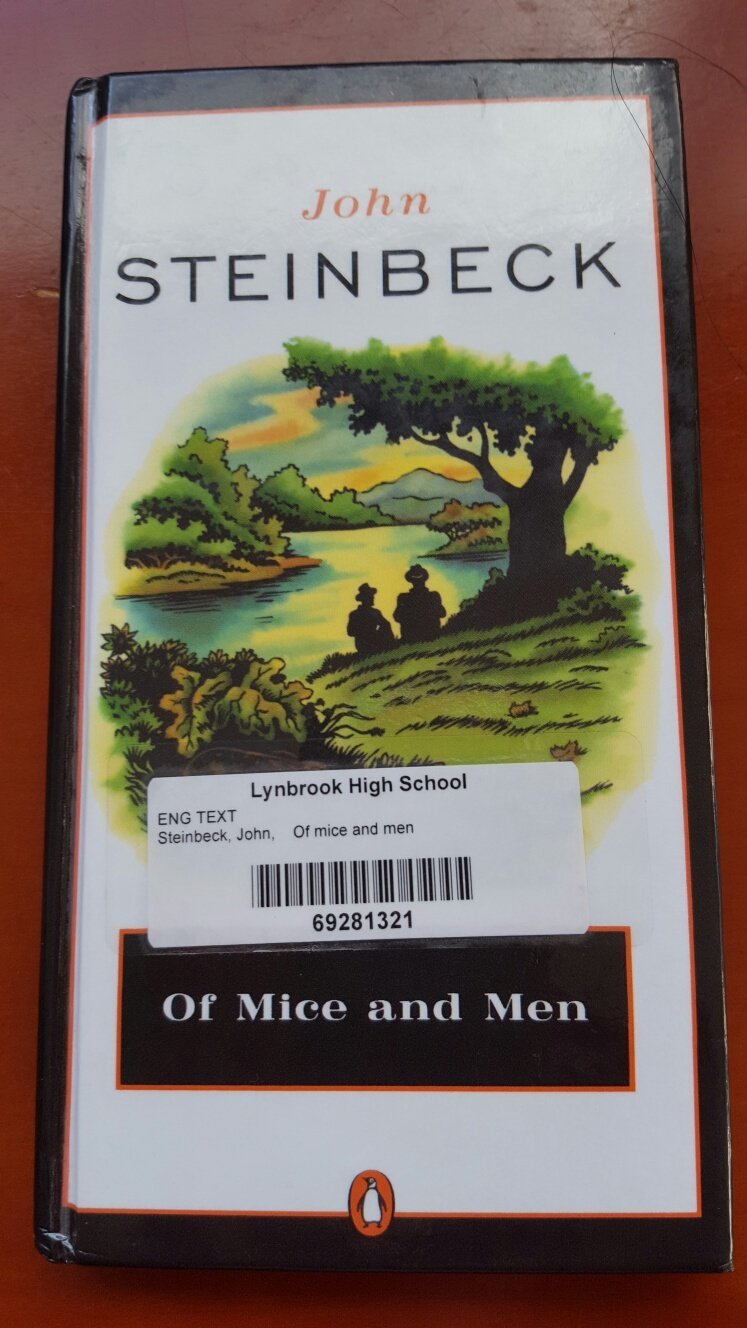 John
STEINBECK
Lynbrook High School
ENG TEXT
Steinbeck, John, Of mice and men
69281321
Of Mice and Men